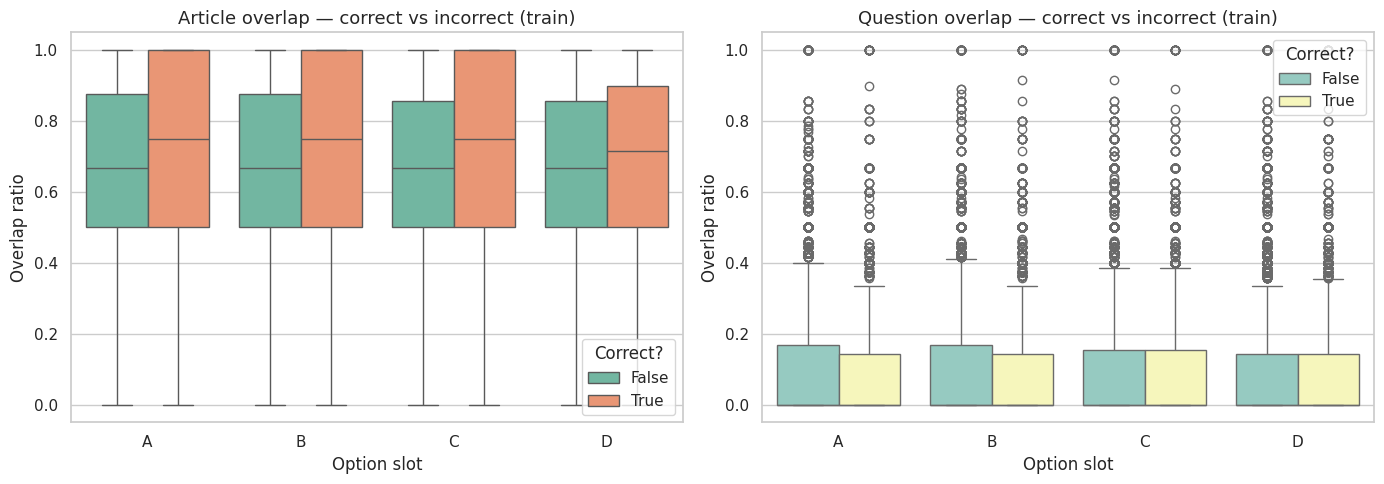 Article overlap — correct vs incorrect (train)
Overlap ratio
1.0
0.8
0.6
0.4
0.2
0.0
A
B
C
D
Option slot
Correct?
False
True
Question overlap — correct vs incorrect (train)
Overlap ratio
1.0
0.8
0.6
0.4
0.2
0.0
A
B
C
D
Option slot
Correct?
False
True